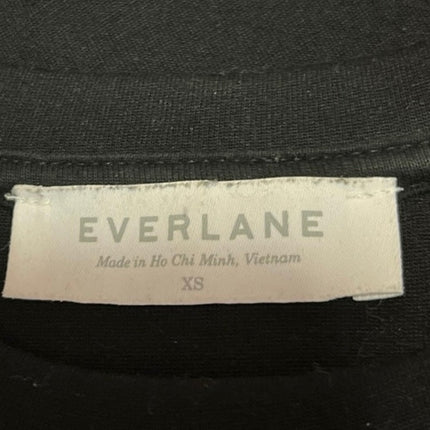 EVERLANE
Made in Ho Chi Minh, Vietnam
XS